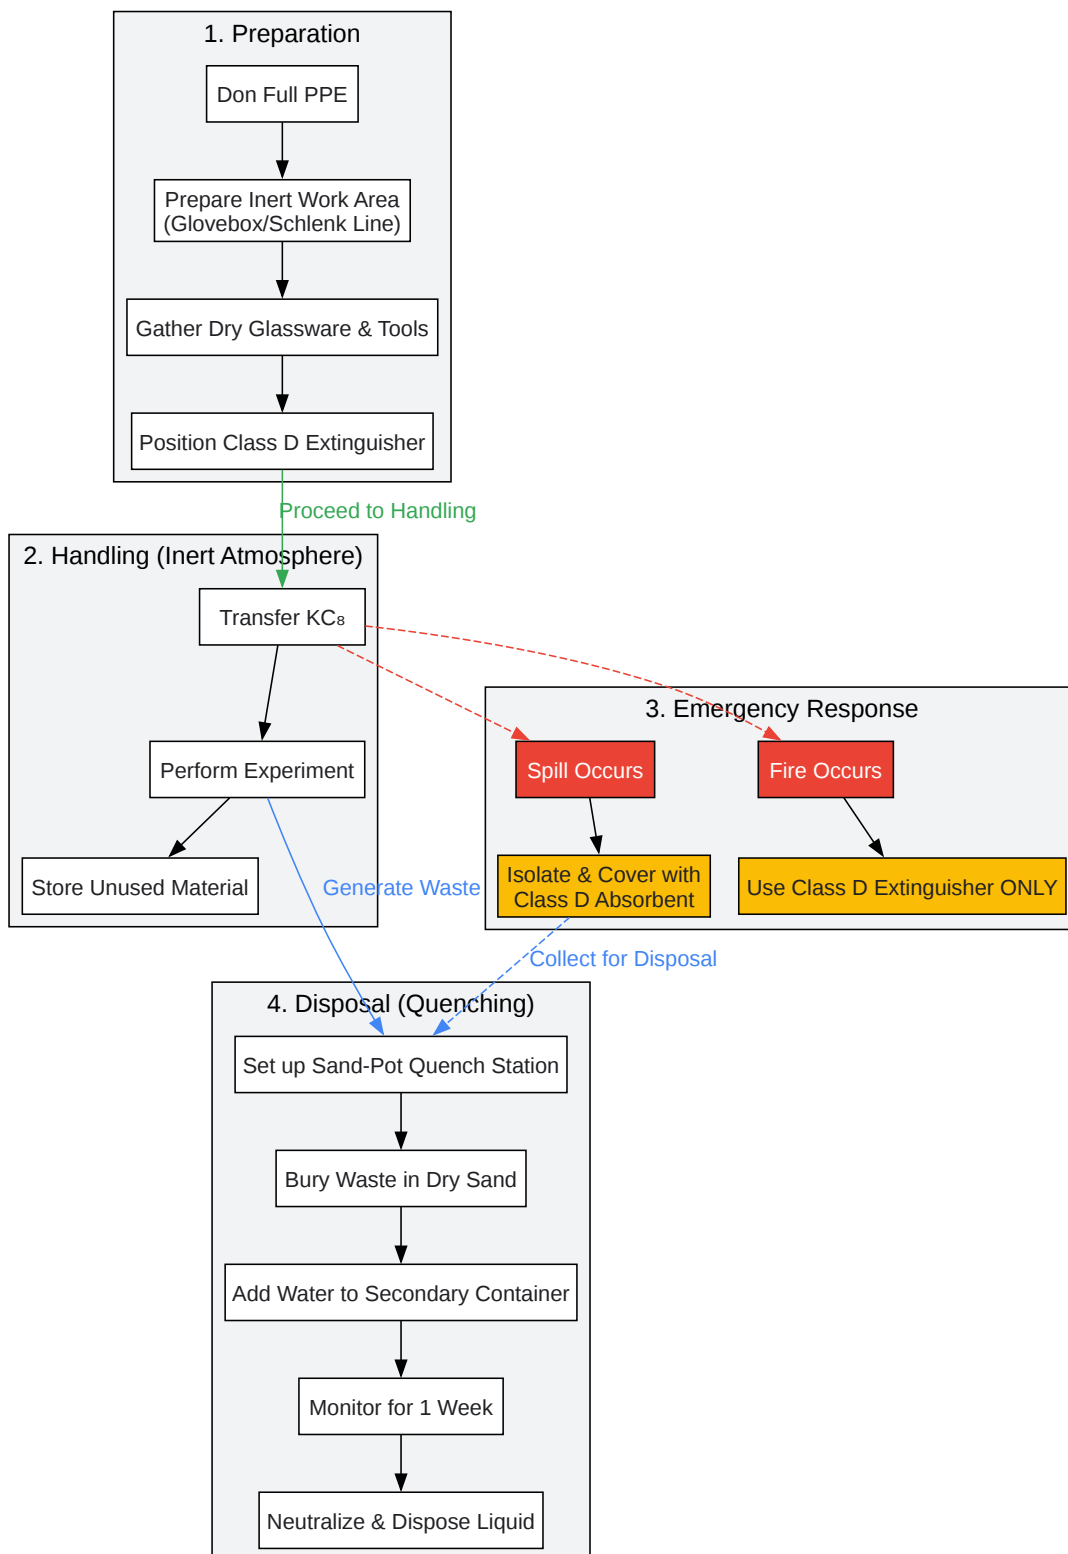 1. Preparation
Don Full PPE
Prepare Inert Work Area
(Glovebox/Schlenk Line)
Gather Dry Glassware & Tools
Position Class D Extinguisher
Proceed to Handling
2. Handling (Inert Atmosphere)
Transfer KC₈
Perform Experiment
Store Unused Material
Generate Waste
3. Emergency Response
Spill Occurs
Fire Occurs
Isolate & Cover with
Class D Absorbent
Use Class D Extinguisher ONLY
Collect for Disposal
4. Disposal (Quenching)
Set up Sand-Pot Quench Station
Bury Waste in Dry Sand
Add Water to Secondary Container
Monitor for 1 Week
Neutralize & Dispose Liquid